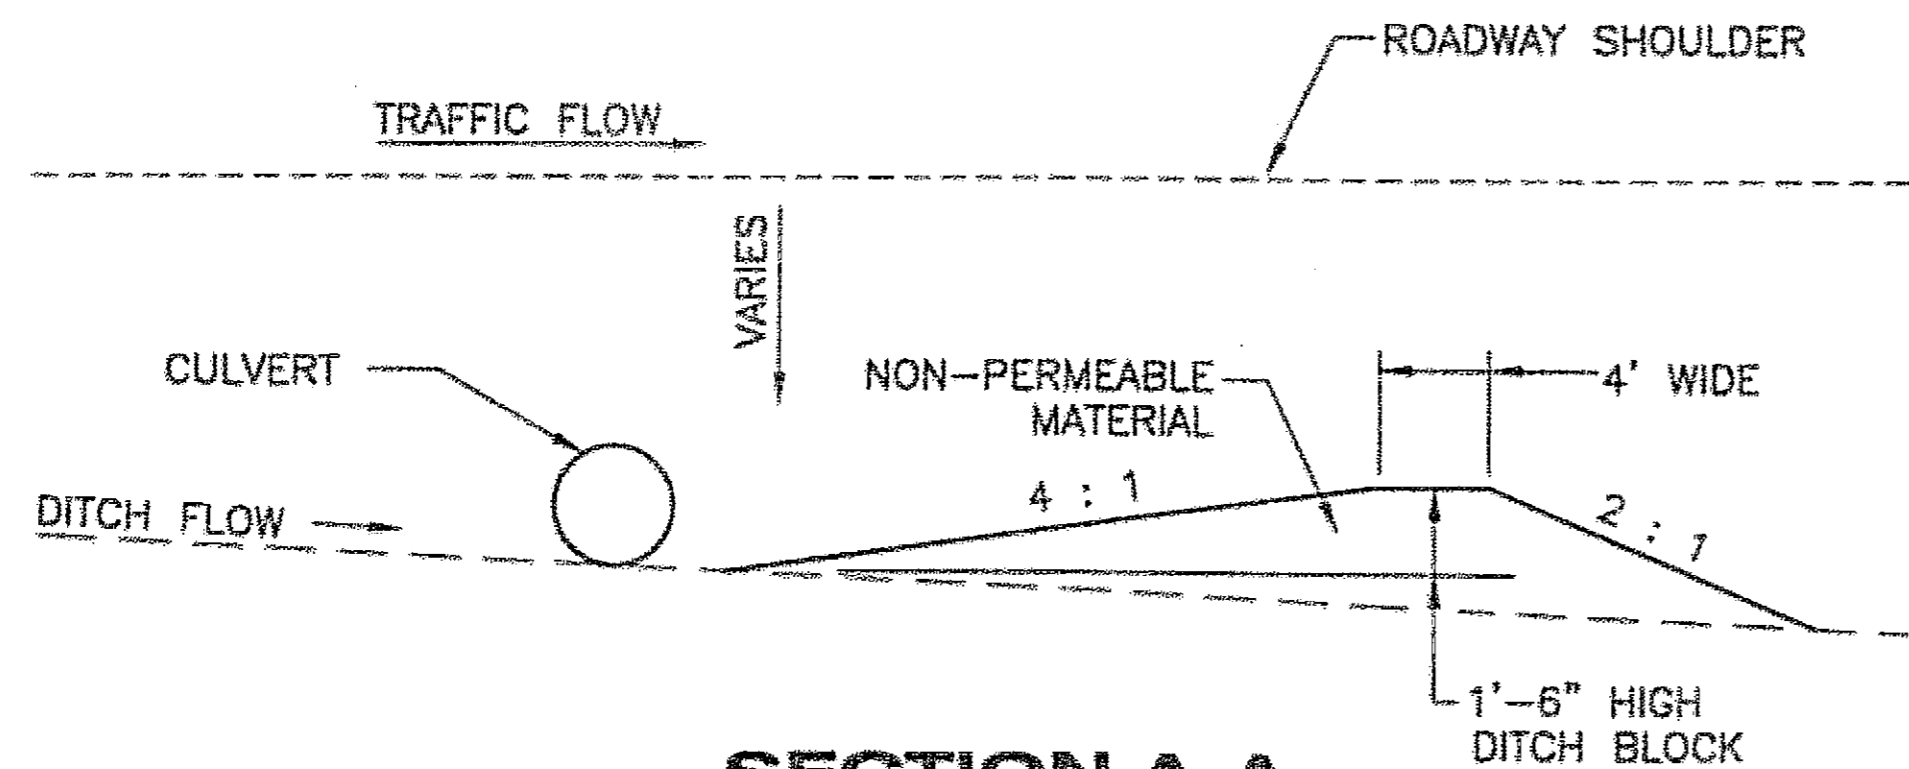 ROADWAY SHOULDER
TRAFFIC FLOW
VARIES
CULVERT
NON-PERMEABLE
MATERIAL
4' WIDE
4 : 1
2 : 1
DITCH FLOW
1'-6" HIGH
DITCH BLOCK
SECTION A-A